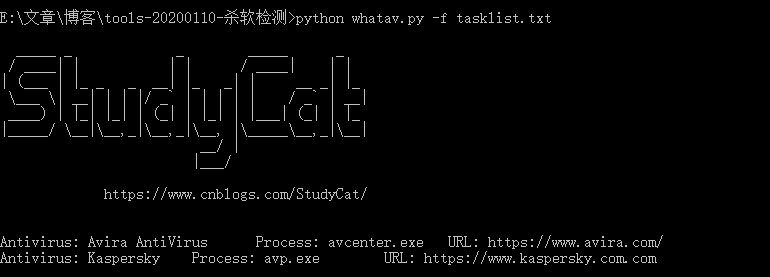 E:\文章\博客\tools-20200110-杀软检测>python whatav.py -f tasklist.txt
StudyCat
https://www.cnblogs.com/StudyCat/
Antivirus: Avira AntiVirus Process: avcenter.exe URL: https://www.avira.com/
Antivirus: Kaspersky Process: avp.exe URL: https://www.kaspersky.com.com